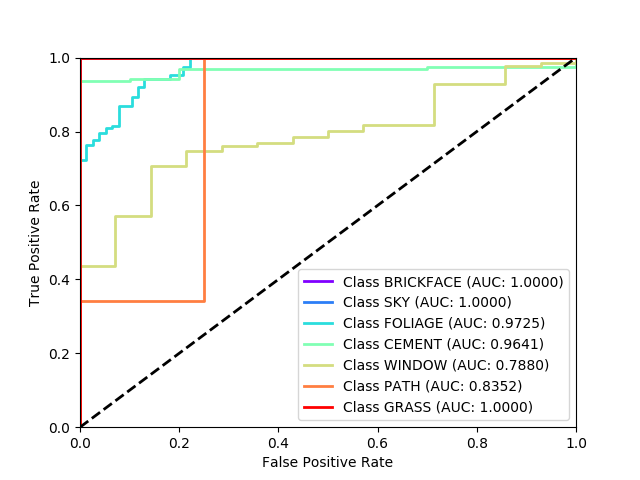 1.0
0.8
0.6
0.4
0.2
0.0
True Positive Rate
Class BRICKFACE (AUC: 1.0000)
Class SKY (AUC: 1.0000)
Class FOLIAGE (AUC: 0.9725)
Class CEMENT (AUC: 0.9641)
Class WINDOW (AUC: 0.7880)
Class PATH (AUC: 0.8352)
Class GRASS (AUC: 1.0000)
0.0 0.2 0.4 0.6 0.8 1.0
False Positive Rate